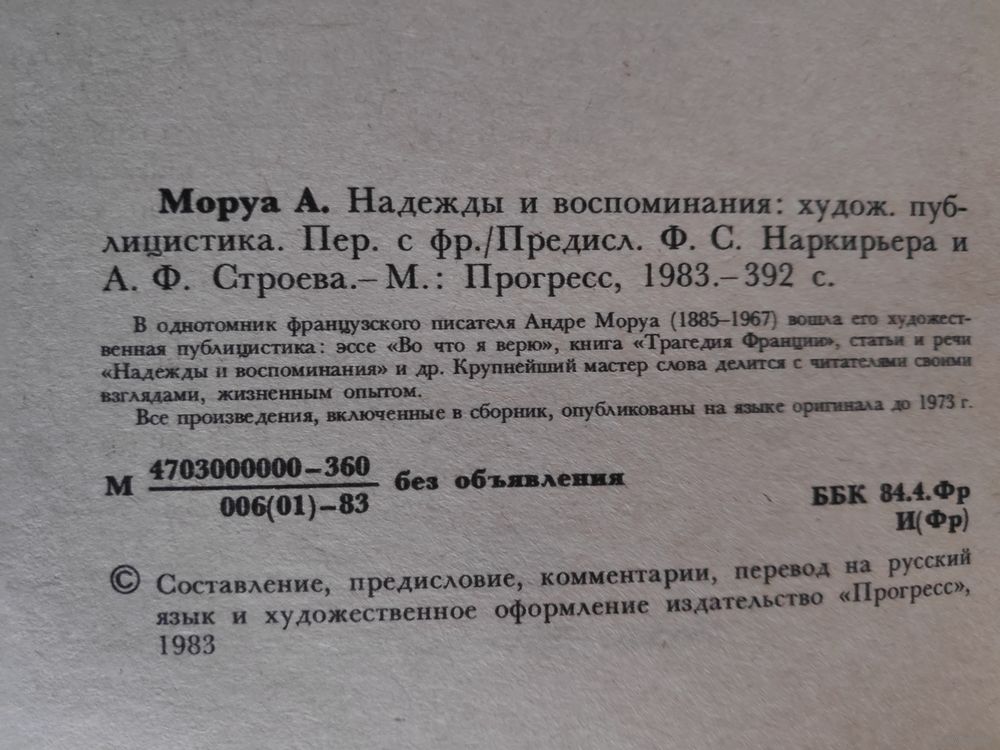 Моруа А. Надежды и воспоминания: худож. пуб-
лицистика. Пер. с фр./Предисл. Ф. С. Наркирьера и
А. Ф. Строева.– М.: Прогресс, 1983.– 392 с.
В однотомник французского писателя Андре Моруа (1885–1967) вошла его художест-
венная публицистика: эссе «Во что я верю», книга «Трагедия Франции», статьи и речи
«Надежды и воспоминания» и др. Крупнейший мастер слова делится с читателями своими
взглядами, жизненным опытом.
Все произведения, включенные в сборник, опубликованы на языке оригинала до 1973 г.
М 4703000000–360 без объявления
006(01)–83
ББК 84.4.Фр
И(Фр)
© Составление, предисловие, комментарии, перевод на русский
язык и художественное оформление издательство «Прогресс»,
1983